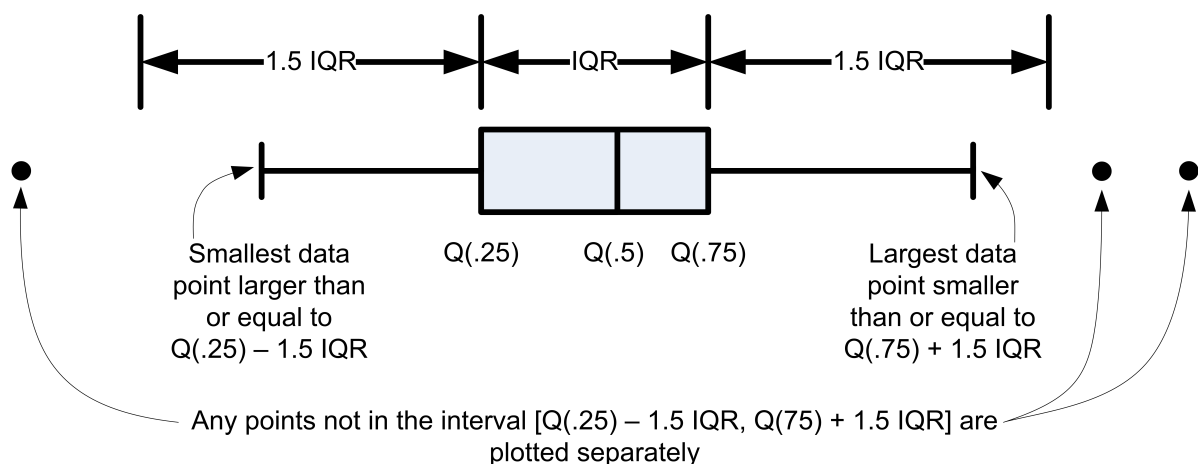 1.5 IQR
IQR
1.5 IQR
Q(.25)
Q(.5)
Q(.75)
Smallest data
point larger than
or equal to
Q(.25) – 1.5 IQR
Largest data
point smaller
than or equal to
Q(.75) + 1.5 IQR
Any points not in the interval [Q(.25) – 1.5 IQR, Q(75) + 1.5 IQR] are
plotted separately